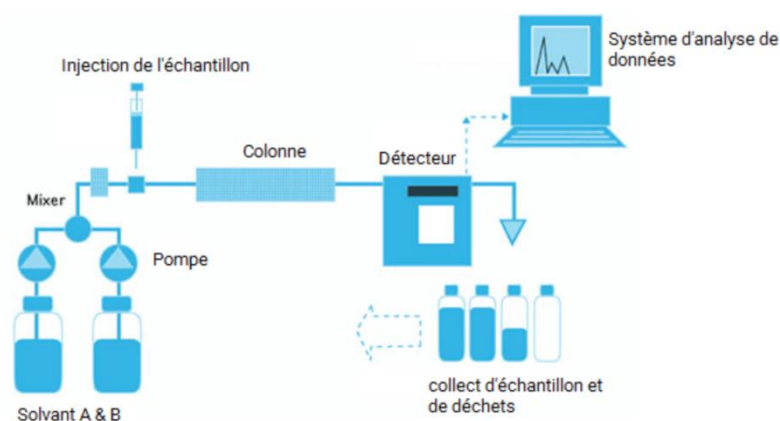 Système d'analyse de
données
Injection de l'échantillon
Colonne
Détecteur
Mixer
Pompe
collect d'échantillon et
de déchets
Solvant A & B